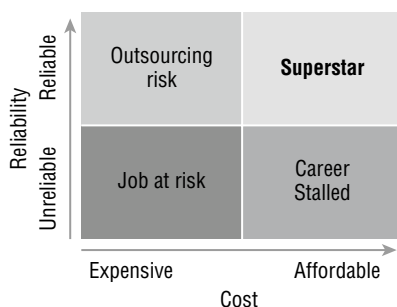 Reliability
Reliable
Unreliable
Outsourcing
risk
Superstar
Job at risk
Career
Stalled
Expensive
Affordable
Cost